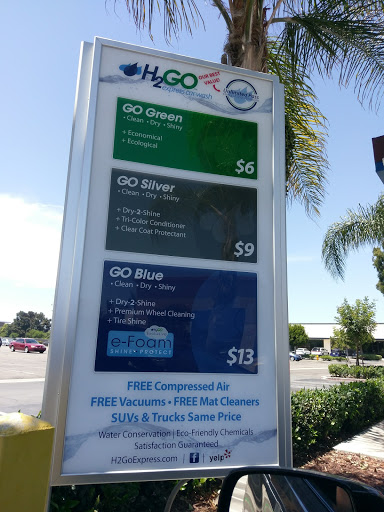 H2GO
express car wash
OUR BEST
VALUE!
GO Green
• Clean • Dry • Shiny
+ Economical
+ Ecological
$6
GO Silver
• Clean • Dry • Shiny
+ Dry-2-Shine
+ Tri-Color Conditioner
+ Clear Coat Protectant
$9
GO Blue
• Clean • Dry • Shiny
+ Dry-2-Shine
+ Premium Wheel Cleaning
+ Tire Shine
e-Foam
SHINE • PROTECT
$13
FREE Compressed Air
FREE Vacuums • FREE Mat Cleaners
SUVs & Trucks Same Price
Water Conservation | Eco-Friendly Chemicals
Satisfaction Guaranteed
H2GoExpress.com | f | yelp